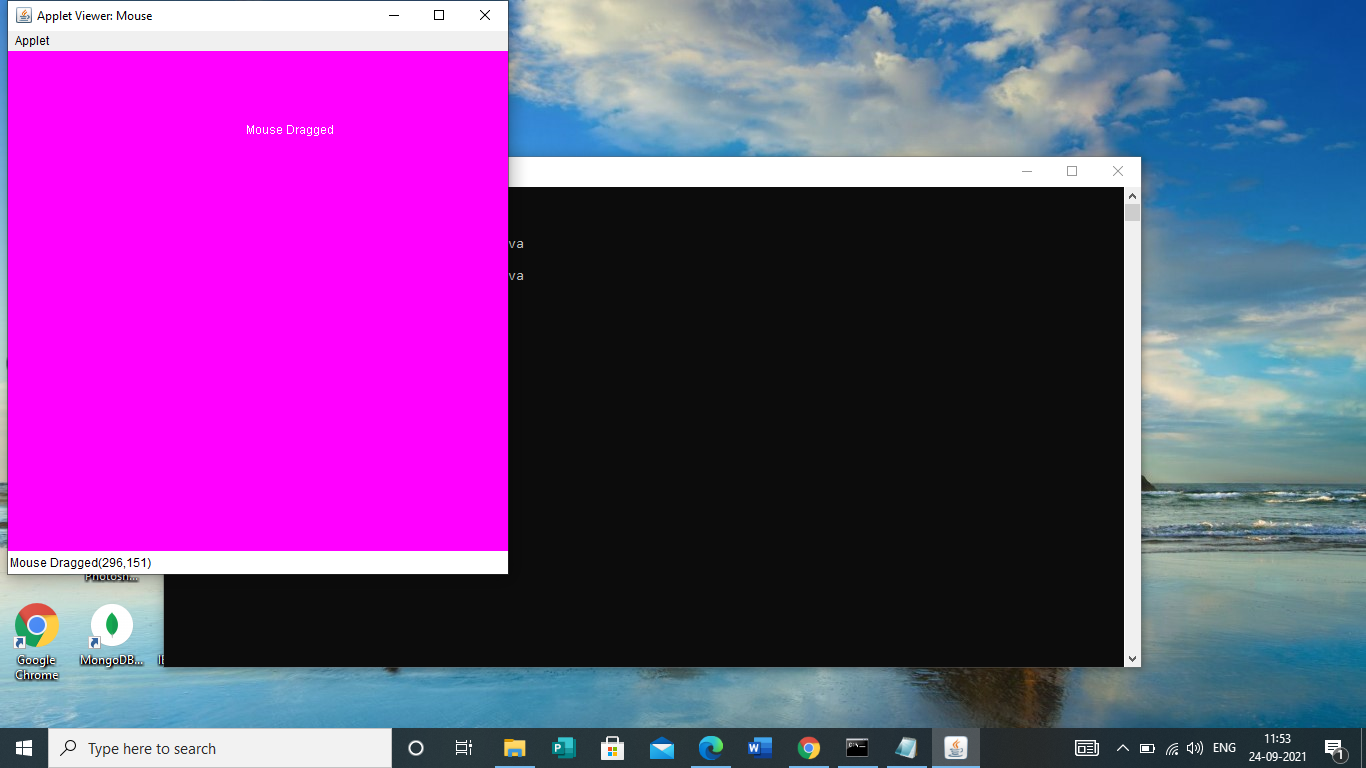 Applet Viewer: Mouse
Applet
Mouse Dragged
va
va
Mouse Dragged(296,151)
Photosh...
Google
Chrome
MongoDB...
Type here to search
ENG
11:53
24-09-2021
1